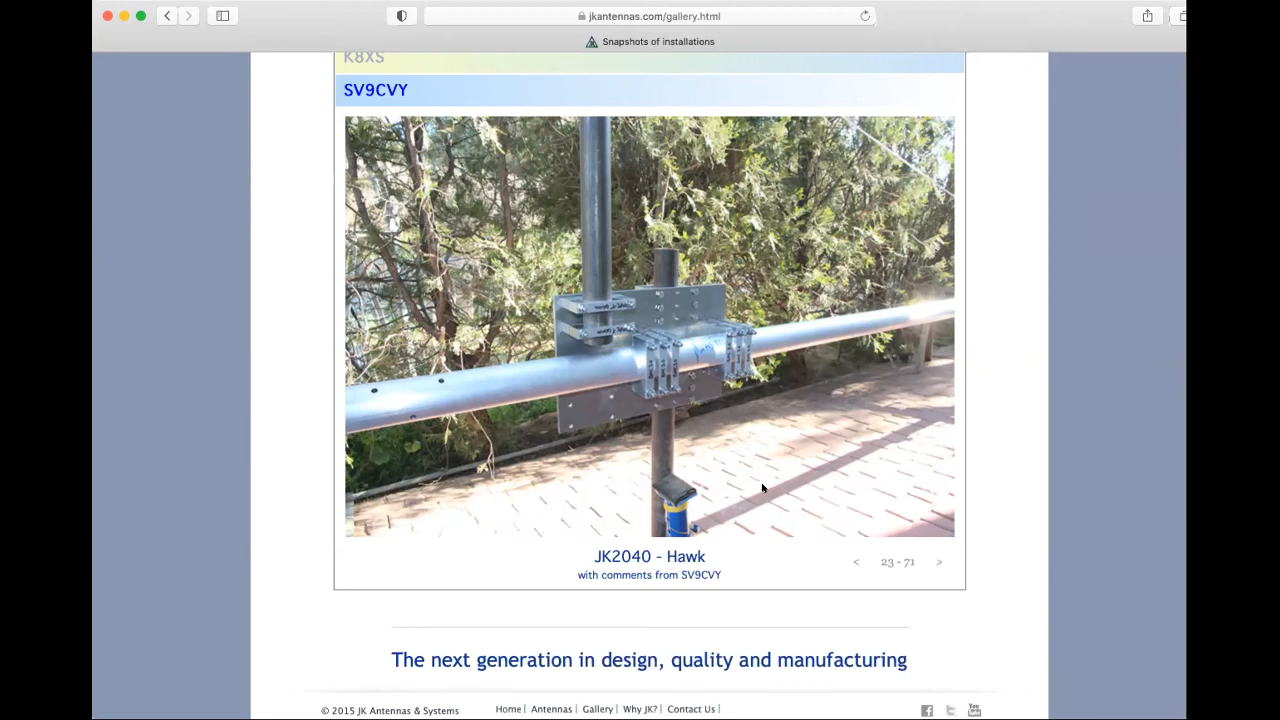 jkantennas.com/gallery.html
Snapshots of installations
K8XS
SV9CVY
JK2040 - Hawk
with comments from SV9CVY
< 23 - 71 >
The next generation in design, quality and manufacturing
© 2015 JK Antennas & Systems
Home | Antennas | Gallery | Why JK? | Contact Us |
You